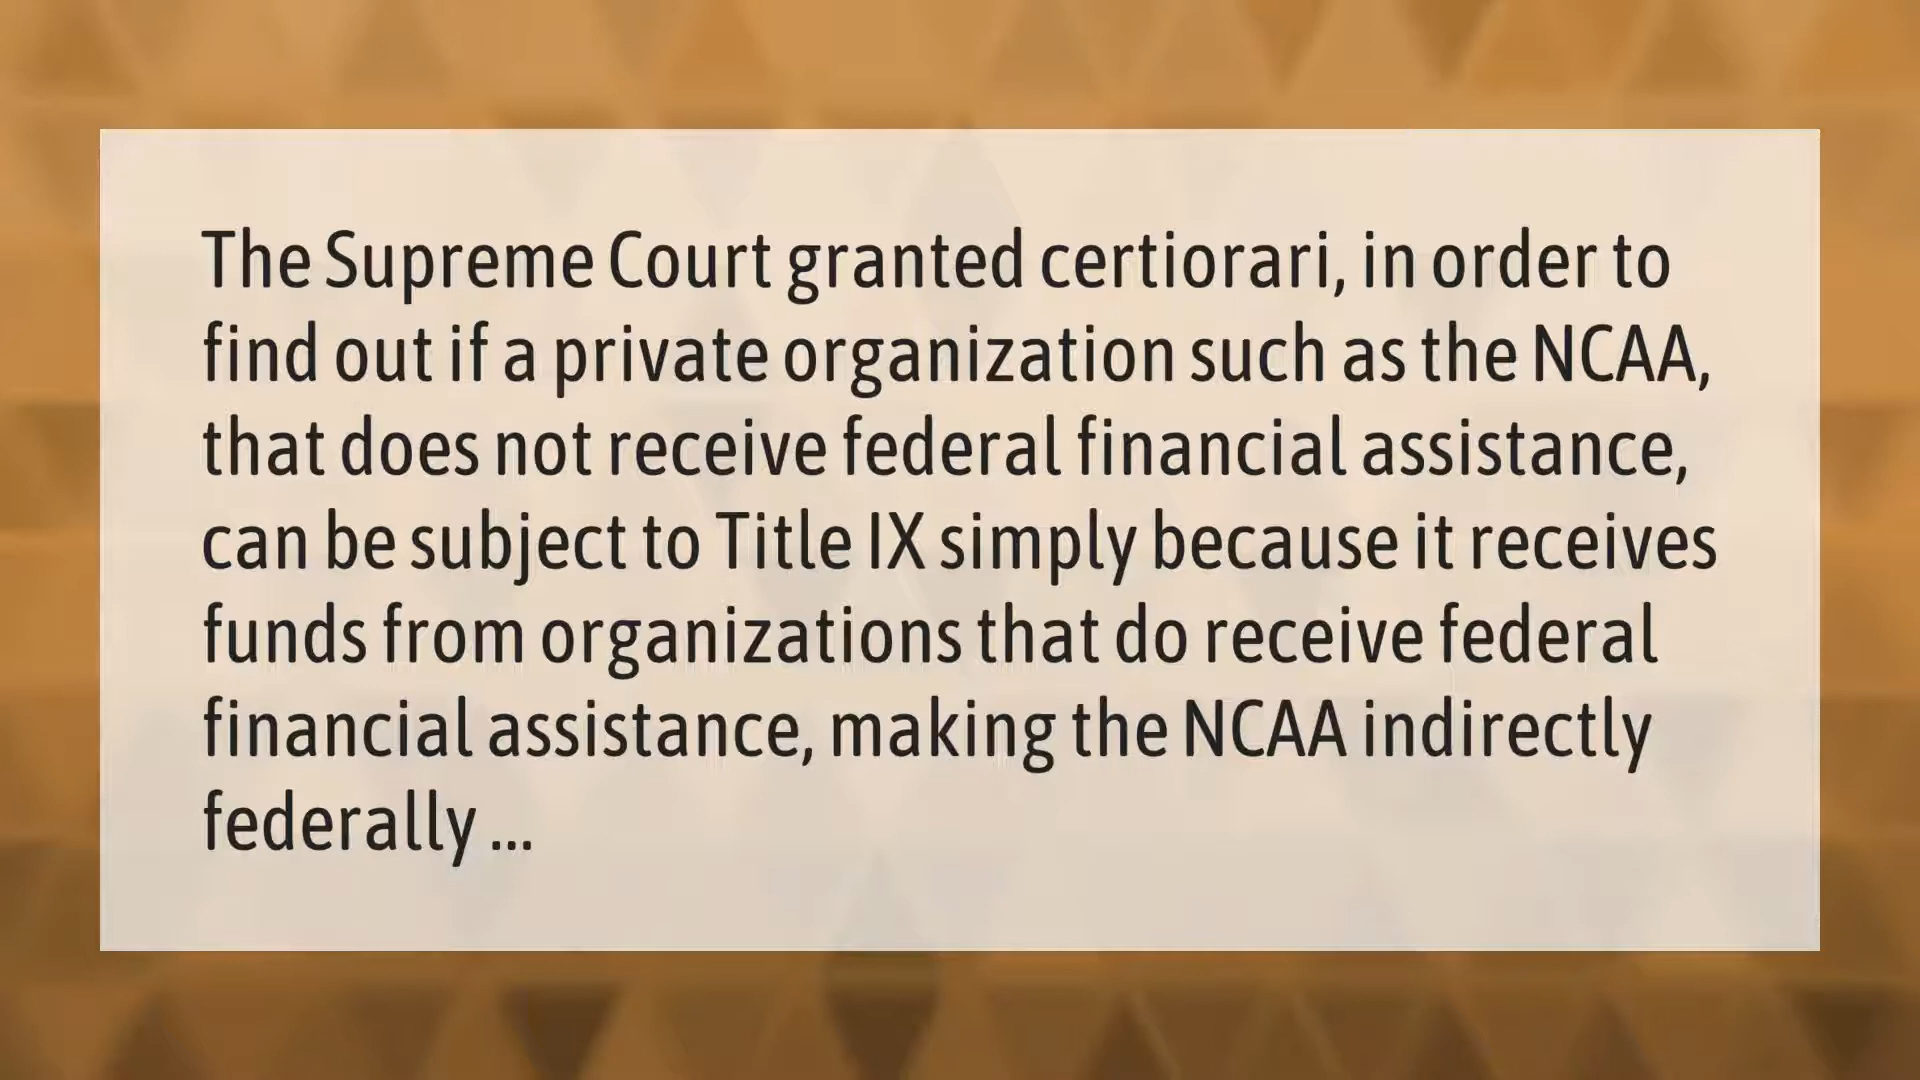 The Supreme Court granted certiorari, in order to
find out if a private organization such as the NCAA,
that does not receive federal financial assistance,
can be subject to Title IX simply because it receives
funds from organizations that do receive federal
financial assistance, making the NCAA indirectly
federally ...